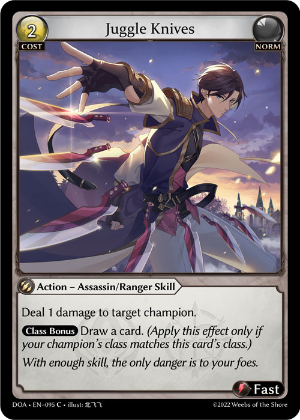 2
Juggle Knives
COST
NORM
Action – Assassin/Ranger Skill
Deal 1 damage to target champion.
Class Bonus Draw a card. (Apply this effect only if
your champion's class matches this card's class.)
With enough skill, the only danger is to your foes.
Fast
DOA • EN-095 C • illust:
©2022 Weebs of the Shore